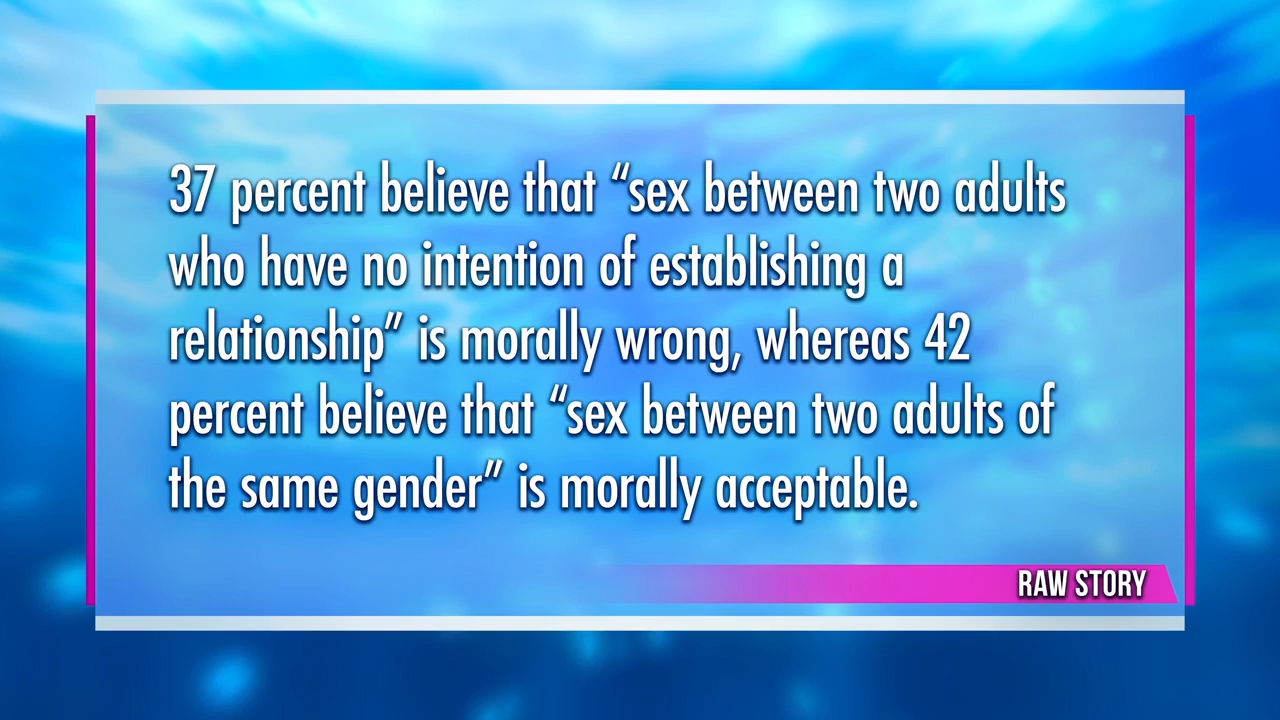 37 percent believe that “sex between two adults
who have no intention of establishing a
relationship” is morally wrong, whereas 42
percent believe that “sex between two adults of
the same gender” is morally acceptable.
RAW STORY